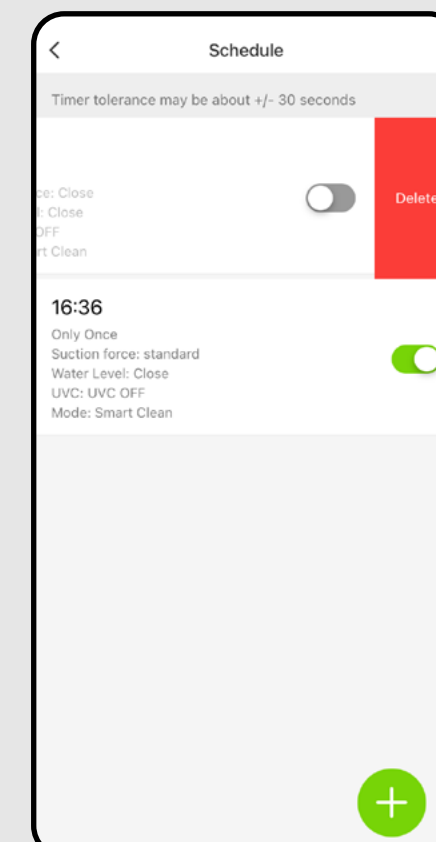 Schedule
Timer tolerance may be about +/- 30 seconds
ce: Close
l: Close
OFF
rt Clean
Delete
16:36
Only Once
Suction force: standard
Water Level: Close
UVC: UVC OFF
Mode: Smart Clean